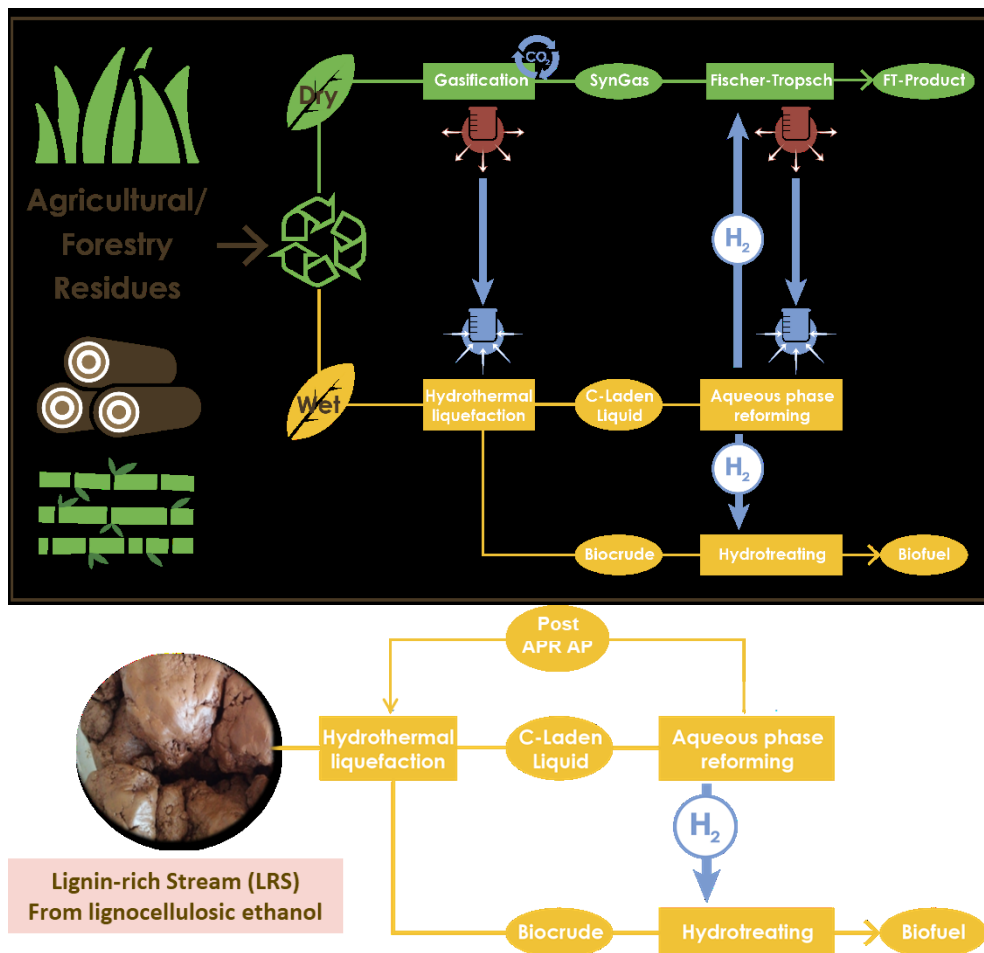 CO₂
Gasification
SynGas
Fischer-Tropsch
FT-Product
Dry
Agricultural/
Forestry
Residues
H₂
Wet
Hydrothermal
liquefaction
C-Laden
Liquid
Aqueous phase
reforming
H₂
Biocrude
Hydrotreating
Biofuel
Post
APR AP
Hydrothermal
liquefaction
C-Laden
Liquid
Aqueous phase
reforming
H₂
Lignin-rich Stream (LRS)
From lignocellulosic ethanol
Biocrude
Hydrotreating
Biofuel